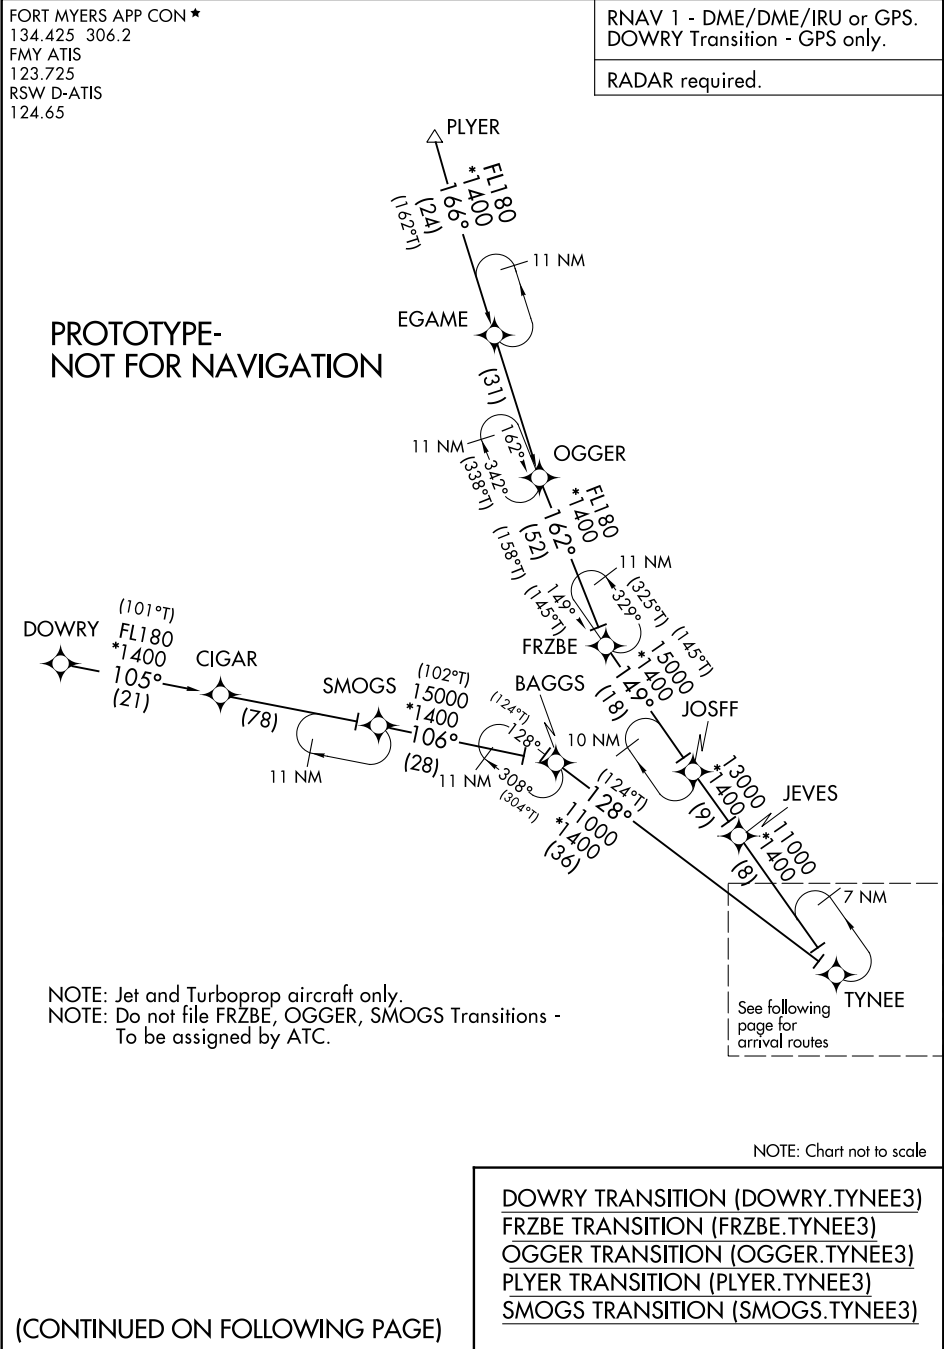 FORT MYERS APP CON ★
134.425 306.2
FMY ATIS
123.725
RSW D-ATIS
124.65
RNAV 1 - DME/DME/IRU or GPS.
DOWRY Transition - GPS only.
RADAR required.
PLYER
FL180
*1400
166°
(24)
(162°T)
11 NM
EGAME
PROTOTYPE-
NOT FOR NAVIGATION
(31)
11 NM
162°
342°
(338°T)
OGGER
FL180
*1400
162°
(52)
(158°T)
11 NM
149°
(145°T)
329°
(325°T)
FRZBE
(145°T)
15000
*1400
149°
(18)
DOWRY
(101°T)
FL180
*1400
105°
(21)
CIGAR
(78)
SMOGS
11 NM
(102°T)
15000
*1400
106°
(28)
BAGGS
(124°T)
128°
11 NM
308°
(304°T)
(124°T)
128°
11000
*1400
(36)
JOSFF
10 NM
13000
*1400
(9)
JEVES
11000
*1400
(8)
7 NM
TYNEE
See following
page for
arrival routes
NOTE: Jet and Turboprop aircraft only.
NOTE: Do not file FRZBE, OGGER, SMOGS Transitions -
To be assigned by ATC.
NOTE: Chart not to scale
DOWRY TRANSITION (DOWRY.TYNEE3)
FRZBE TRANSITION (FRZBE.TYNEE3)
OGGER TRANSITION (OGGER.TYNEE3)
PLYER TRANSITION (PLYER.TYNEE3)
SMOGS TRANSITION (SMOGS.TYNEE3)
(CONTINUED ON FOLLOWING PAGE)